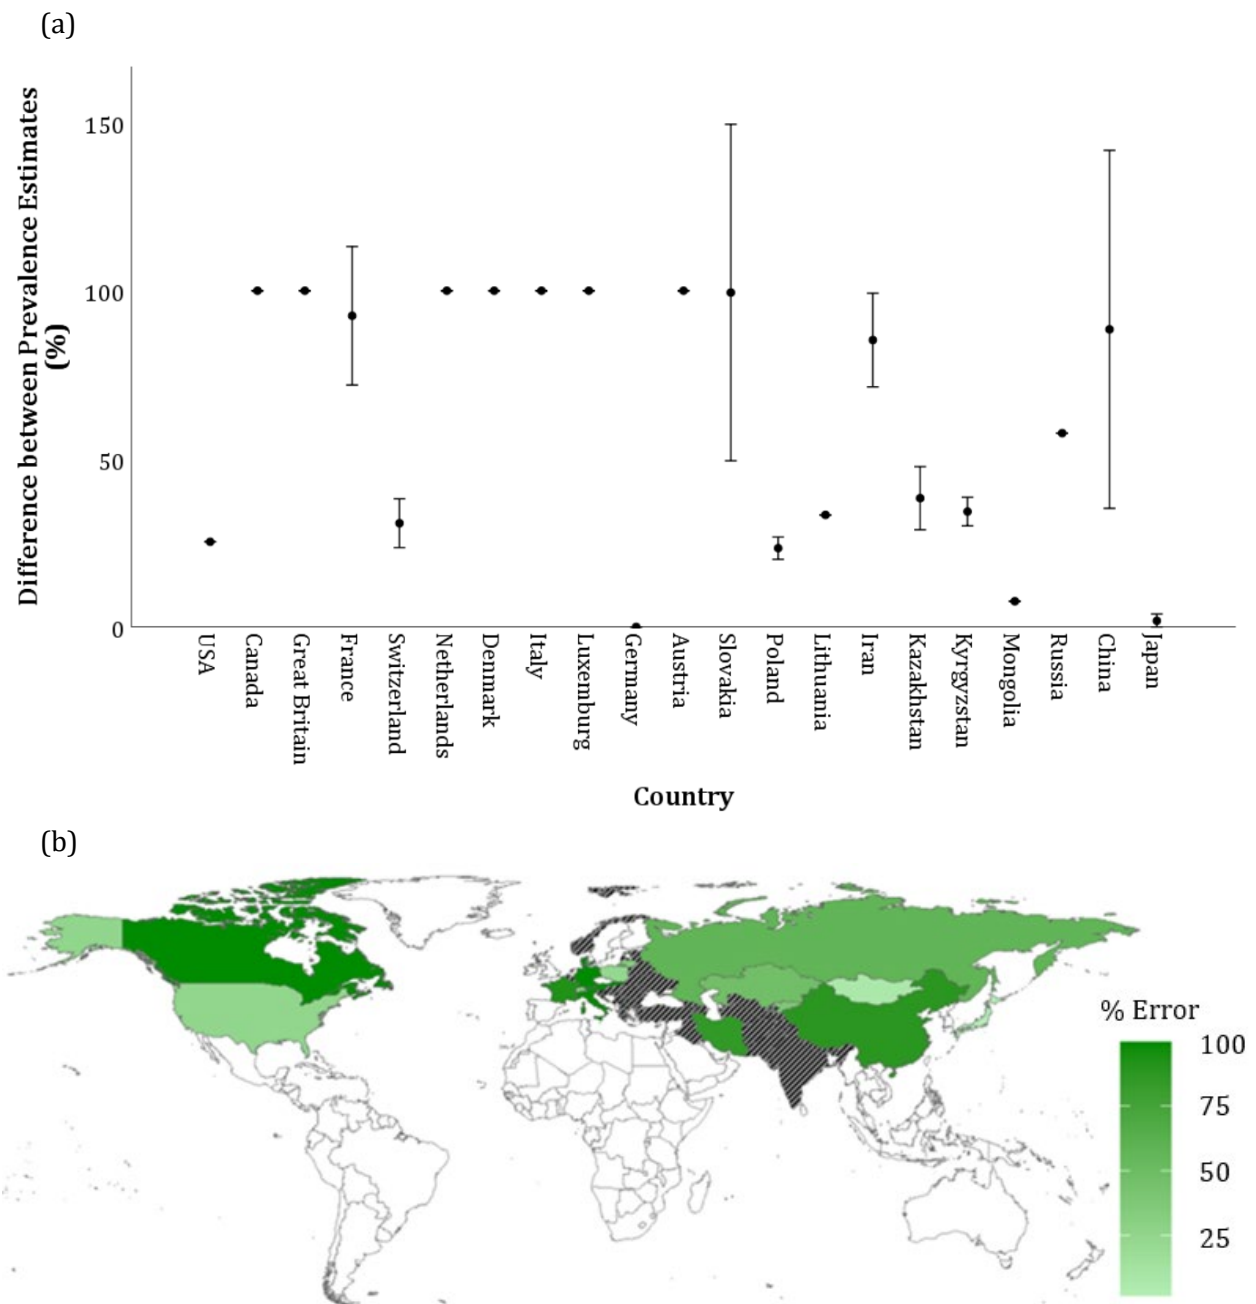 (a)
Difference between Prevalence Estimates
(%)
150
100
50
0
USA
Canada
Great Britain
France
Switzerland
Netherlands
Denmark
Italy
Luxemburg
Germany
Austria
Slovakia
Poland
Lithuania
Iran
Kazakhstan
Kyrgyzstan
Mongolia
Russia
China
Japan
Country
(b)
% Error
100
75
50
25